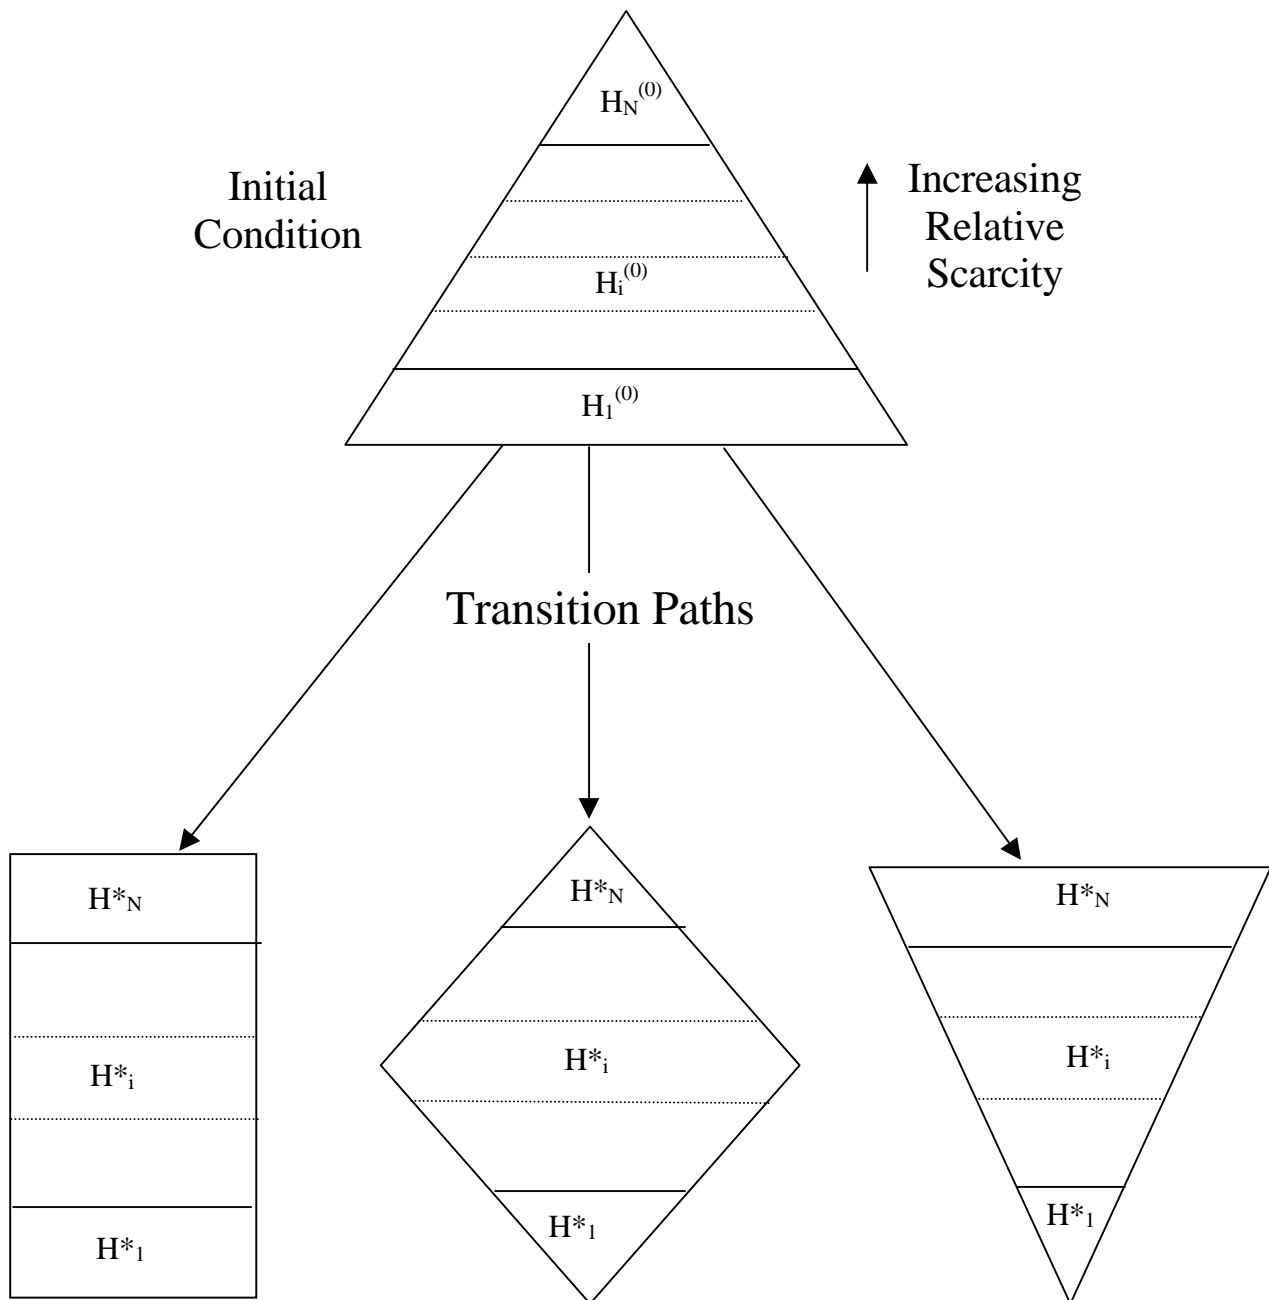 H_N^(0)
Initial
Condition
Increasing
Relative
Scarcity
H_i^(0)
H_1^(0)
Transition Paths
H*_N
H*_i
H*_1
H*_N
H*_i
H*_1
H*_N
H*_i
H*_1